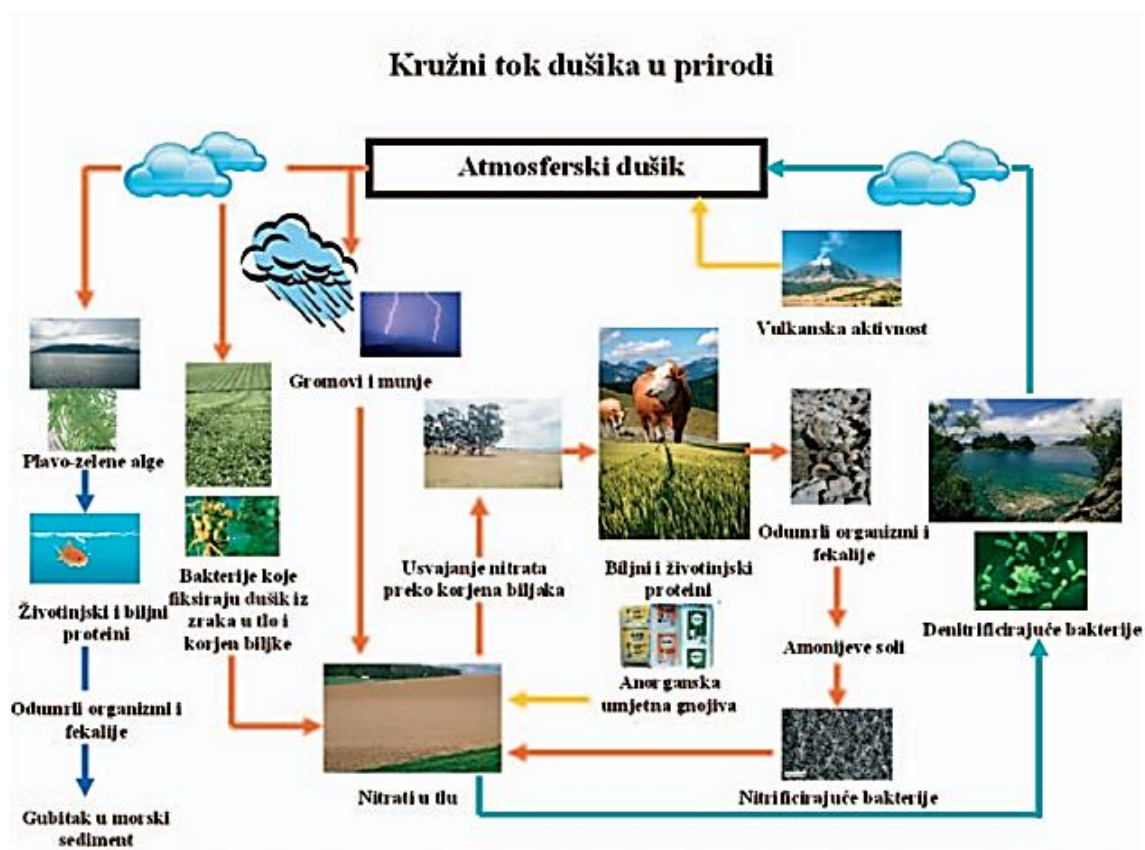 Kružni tok dušika u prirodi
Atmosferski dušik
Vulkanska aktivnost
Gromovi i munje
Plavo-zelene alge
Odumrli organizmi i
fekalije
Usvajanje nitrata
preko korjena biljaka
Biljni i životinjski
proteini
Bakterije koje
fiksiraju dušik iz
zraka u tlo i
korjen biljke
Životinjski i biljni
proteini
Denitrificirajuće bakterije
Amonijeve soli
Anorganska
umjetna gnojiva
Odumrli organizmi i
fekalije
Nitrati u tlu
Nitrificirajuće bakterije
Gubitak u morski
sediment